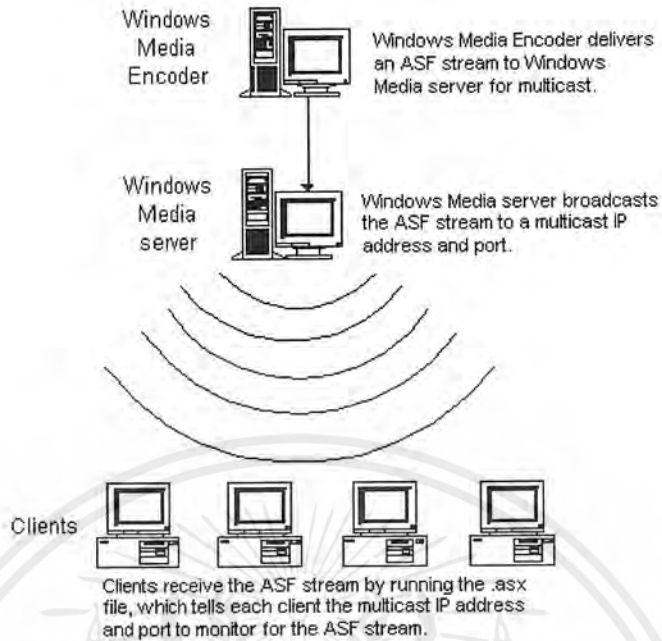 Windows
Media
Encoder
Windows Media Encoder delivers
an ASF stream to Windows
Media server for multicast.
Windows
Media
server
Windows Media server broadcasts
the ASF stream to a multicast IP
address and port.
Clients
Clients receive the ASF stream by running the .asx
file, which tells each client the multicast IP address
and port to monitor for the ASF stream.